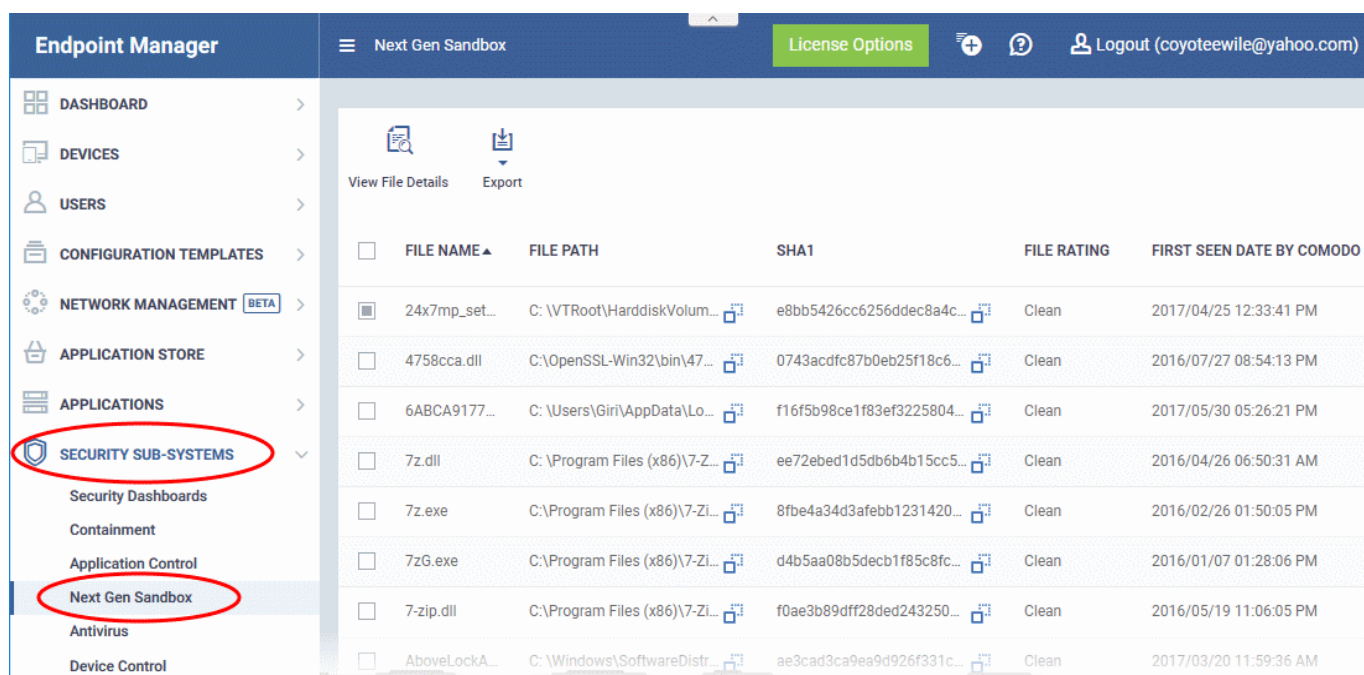 Endpoint Manager
Next Gen Sandbox
License Options
Logout (coyoteewile@yahoo.com)
DASHBOARD
DEVICES
USERS
CONFIGURATION TEMPLATES
NETWORK MANAGEMENT BETA
APPLICATION STORE
APPLICATIONS
SECURITY SUB-SYSTEMS
Security Dashboards
Containment
Application Control
Next Gen Sandbox
Antivirus
Device Control
View File Details Export
FILE NAME FILE PATH SHA1 FILE RATING FIRST SEEN DATE BY COMODO
24x7mp_set... C: \VTRoot\HarddiskVolum... e8bb5426cc6256ddec8a4c... Clean 2017/04/25 12:33:41 PM
4758cca.dll C:\OpenSSL-Win32\bin\47... 0743acdfc87b0eb25f18c6... Clean 2016/07/27 08:54:13 PM
6ABCA9177... C: \Users\Giri\AppData\Lo... f16f5b98ce1f83ef3225804... Clean 2017/05/30 05:26:21 PM
7z.dll C: \Program Files (x86)\7-Z... ee72ebed1d5db6b4b15cc5... Clean 2016/04/26 06:50:31 AM
7z.exe C:\Program Files (x86)\7-Zi... 8fbe4a34d3afebb1231420... Clean 2016/02/26 01:50:05 PM
7zG.exe C:\Program Files (x86)\7-Zi... d4b5aa08b5decb1f85c8fc... Clean 2016/01/07 01:28:06 PM
7-zip.dll C:\Program Files (x86)\7-Zi... f0ae3b89dff28ded243250... Clean 2016/05/19 11:06:05 PM
AboveLockA... C: \Windows\SoftwareDistr... ae3cad3ca9ea9d926f331c... Clean 2017/03/20 11:59:36 AM